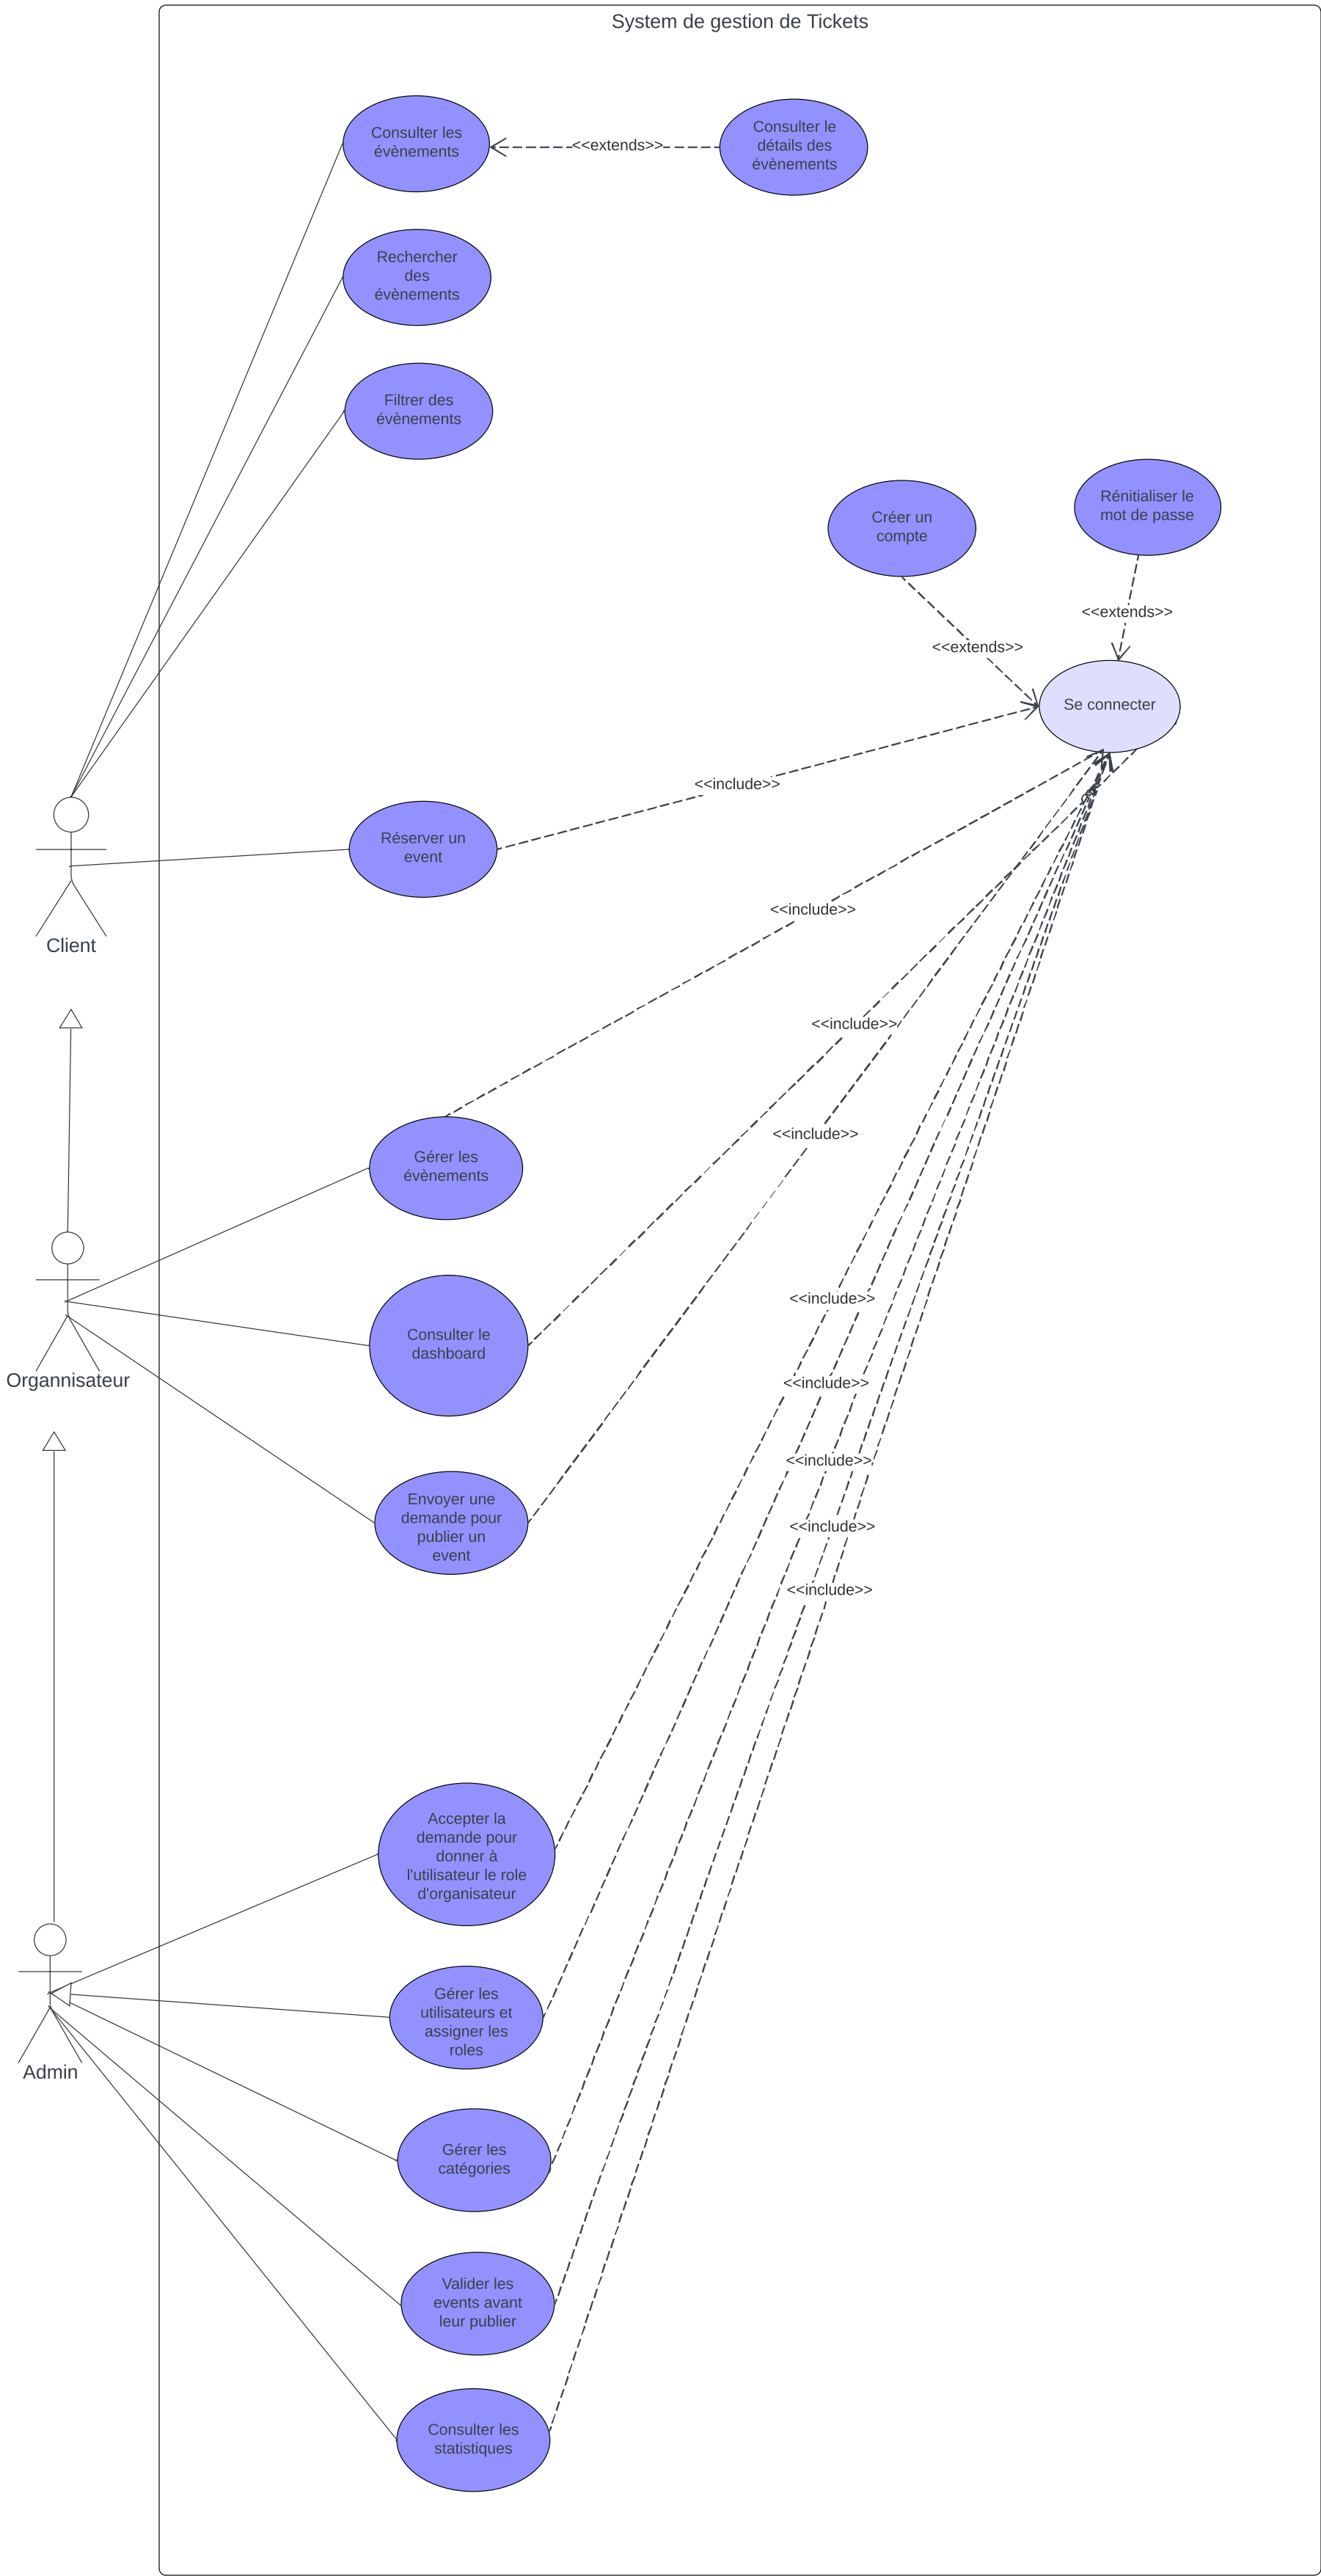 System de gestion de Tickets
Consulter les
évènements
<<extends>>
Consulter le
détails des
évènements
Rechercher
des
évènements
Filtrer des
évènements
Créer un
compte
Rénitialiser le
mot de passe
<<extends>>
<<extends>>
Se connecter
<<include>>
Réserver un
event
Client
<<include>>
<<include>>
<<include>>
Gérer les
évènements
Consulter le
dashboard
Organnisateur
Envoyer une
demande pour
publier un
event
<<include>>
<<include>>
<<include>>
<<include>>
<<include>>
Accepter la
demande pour
donner à
l'utilisateur le role
d'organisateur
Gérer les
utilisateurs et
assigner les
roles
Admin
Gérer les
catégories
Valider les
events avant
leur publier
Consulter les
statistiques